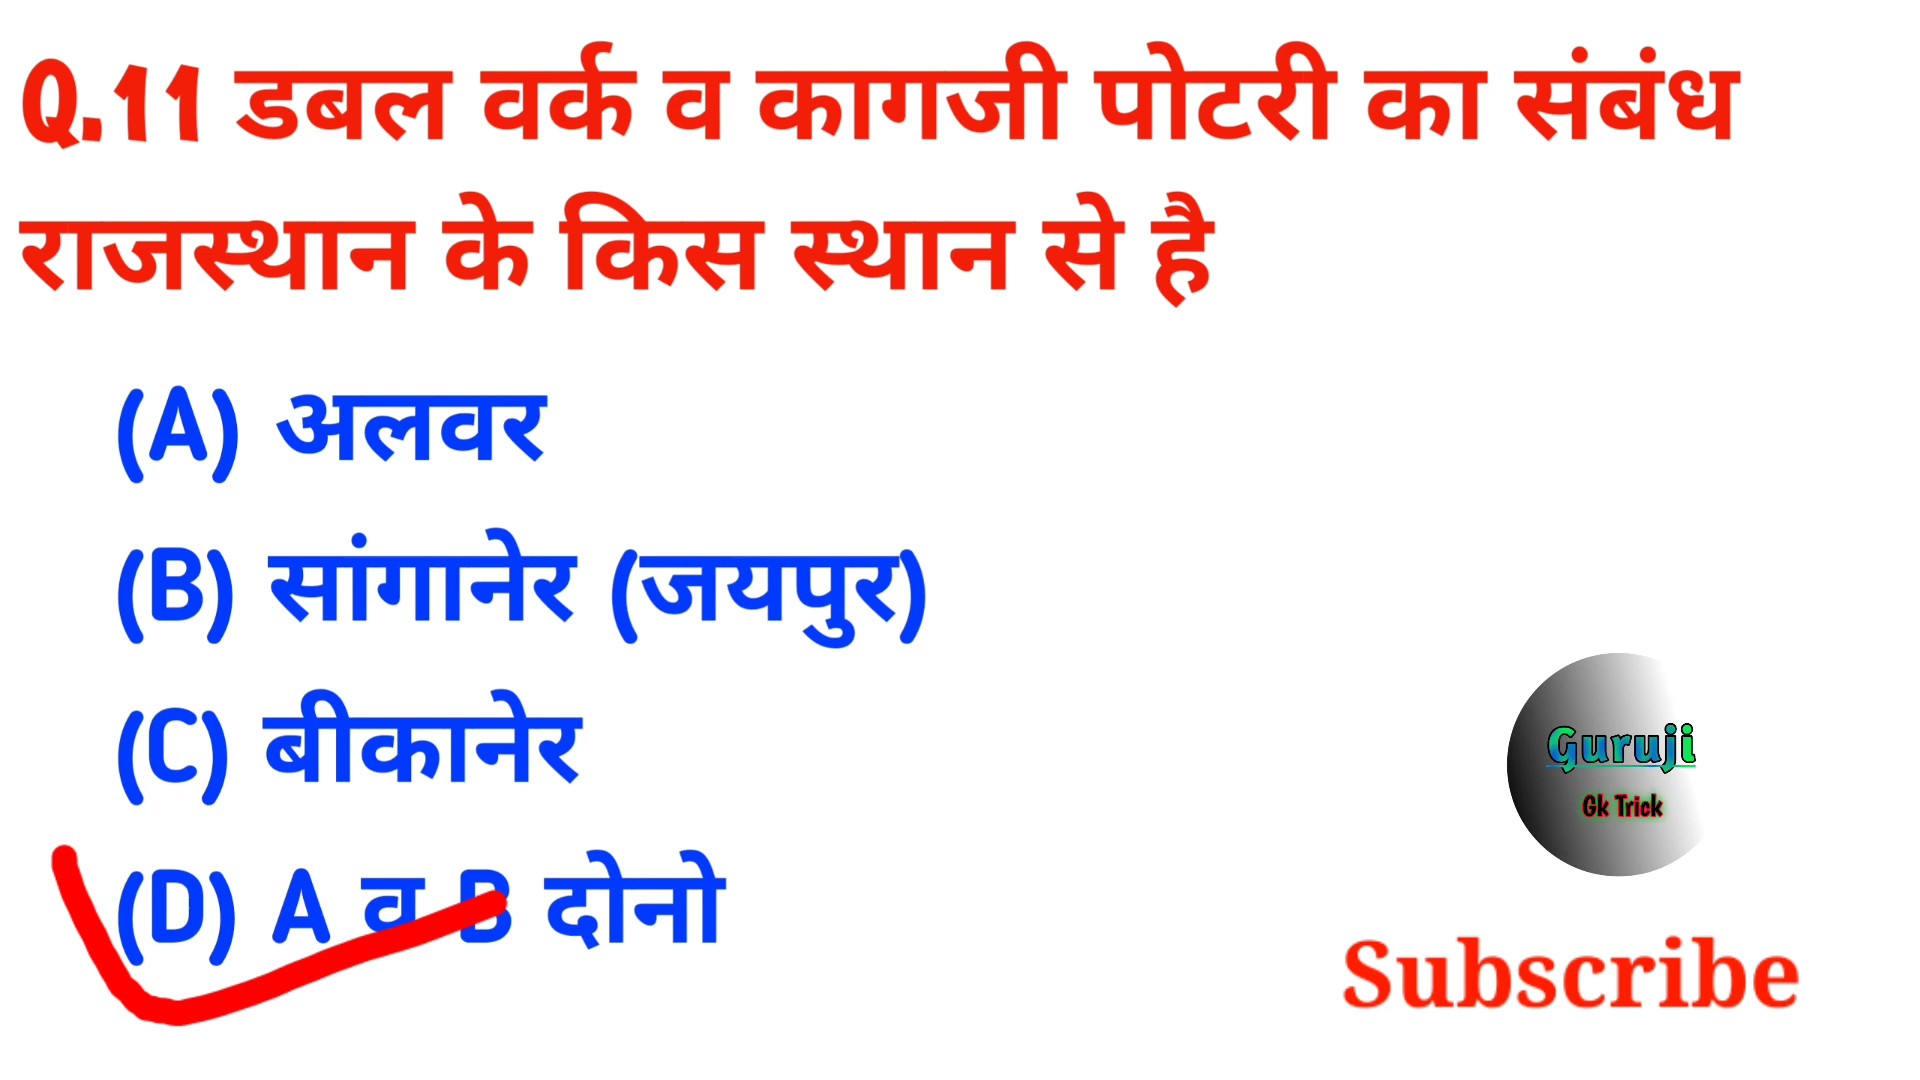 Q.11 डबल वर्क व कागजी पोटरी का संबंध
राजस्थान के किस स्थान से है
(A) अलवर
(B) सांगानेर (जयपुर)
(C) बीकानेर
(D) A व B दोनो
Guruji
Gk Trick
Subscribe